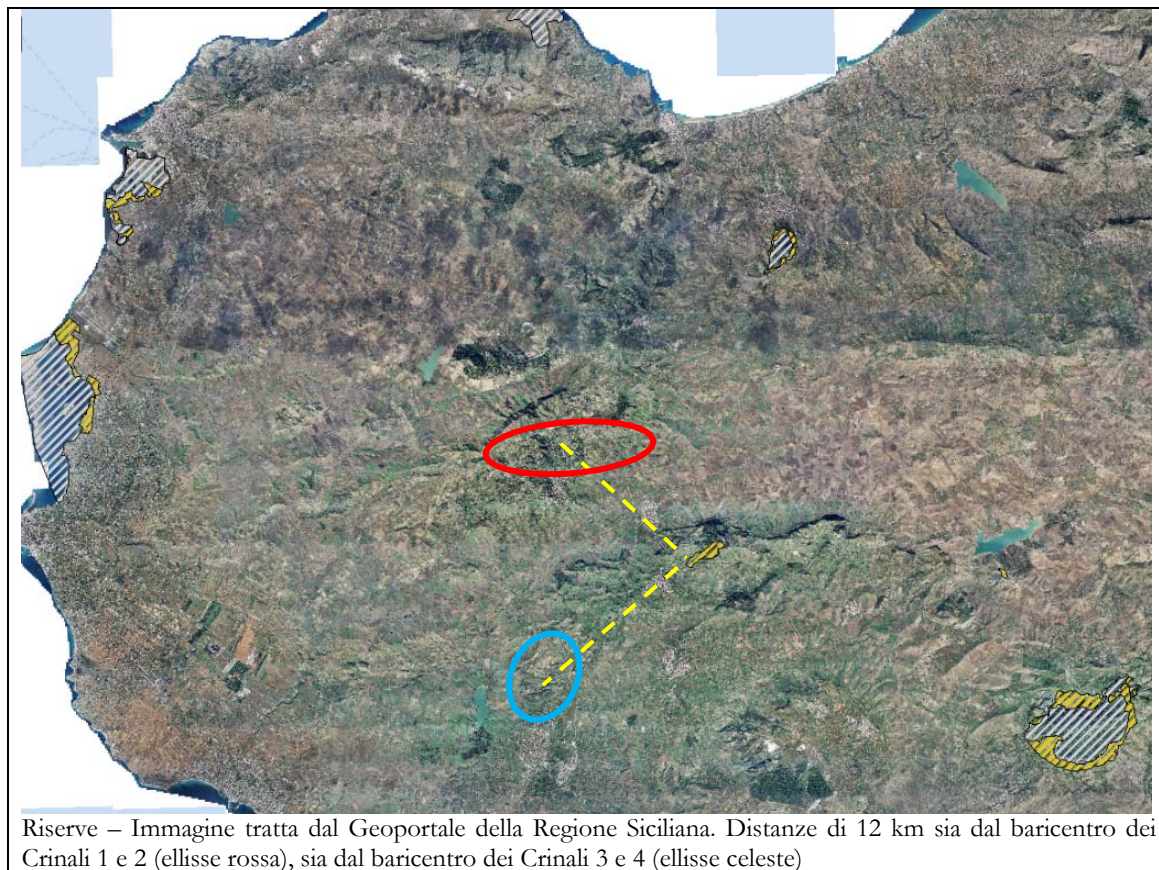 Riserve – Immagine tratta dal Geoportale della Regione Siciliana. Distanze di 12 km sia dal baricentro dei
Crinali 1 e 2 (ellisse rossa), sia dal baricentro dei Crinali 3 e 4 (ellisse celeste)